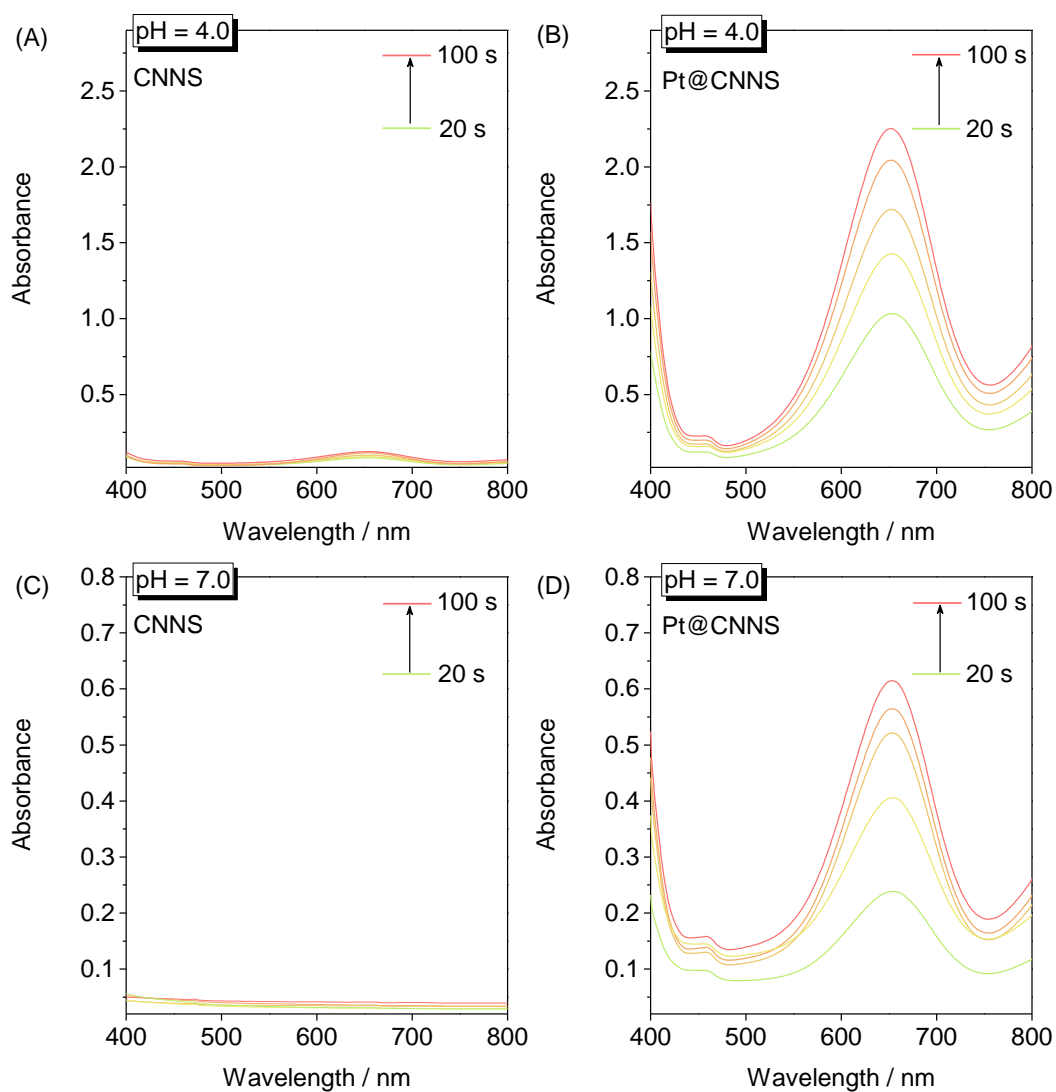 (A)
pH = 4.0
CNNS
100 s
20 s
2.5
2.0
1.5
1.0
0.5
Absorbance
400 500 600 700 800
Wavelength / nm
(B)
pH = 4.0
Pt@CNNS
100 s
20 s
2.5
2.0
1.5
1.0
0.5
Absorbance
400 500 600 700 800
Wavelength / nm
(C)
pH = 7.0
CNNS
100 s
20 s
0.8
0.7
0.6
0.5
0.4
0.3
0.2
0.1
Absorbance
400 500 600 700 800
Wavelength / nm
(D)
pH = 7.0
Pt@CNNS
100 s
20 s
0.8
0.7
0.6
0.5
0.4
0.3
0.2
0.1
Absorbance
400 500 600 700 800
Wavelength / nm